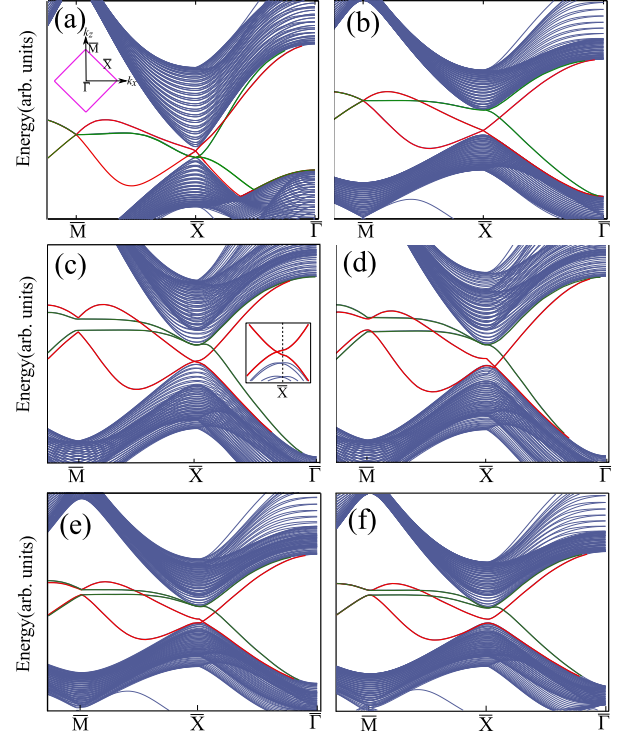 (a)
k_z
M̅
X̅
Γ̅
k_x
Energy(arb. units)
M̅ X̅ Γ̅
(b)
M̅ X̅ Γ̅
(c)
X̅
Energy(arb. units)
M̅ X̅ Γ̅
(d)
M̅ X̅ Γ̅
(e)
Energy(arb. units)
M̅ X̅ Γ̅
(f)
M̅ X̅ Γ̅